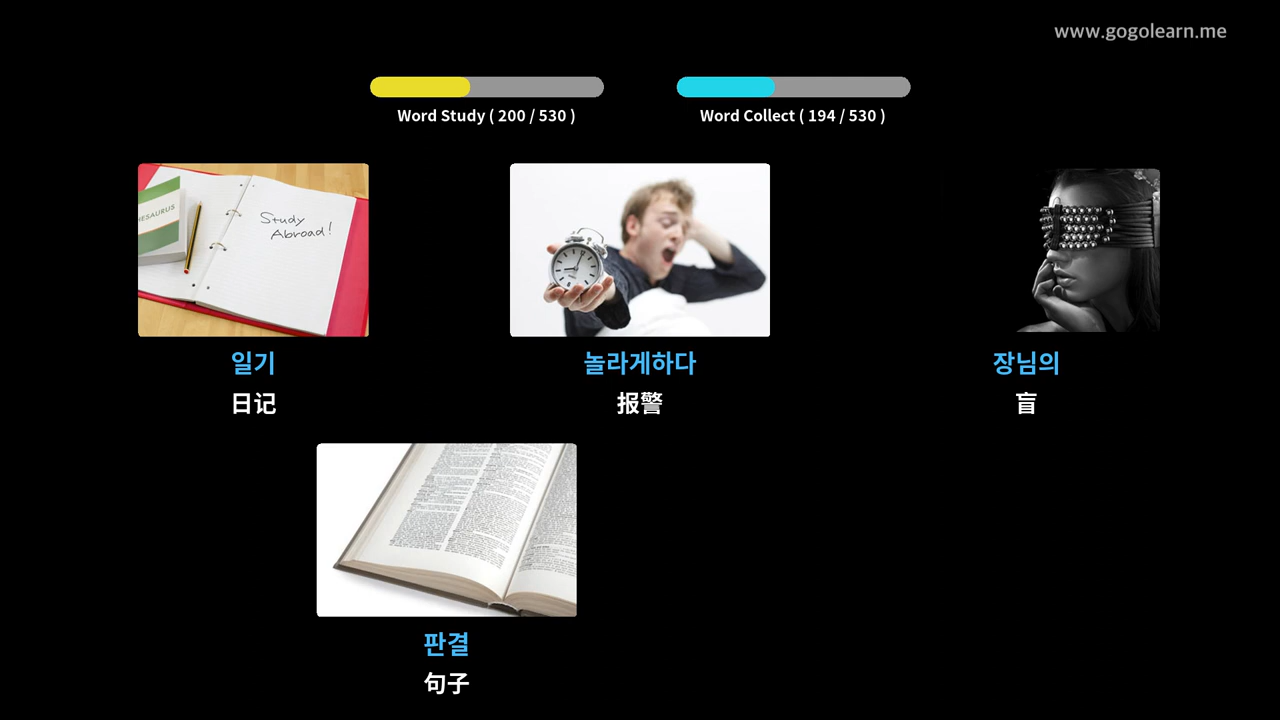 www.gogolearn.me
Word Study ( 200 / 530 )
Word Collect ( 194 / 530 )
THESAURUS
Study
Abroad!
일기
日记
놀라게하다
报警
장님의
盲
판결
句子